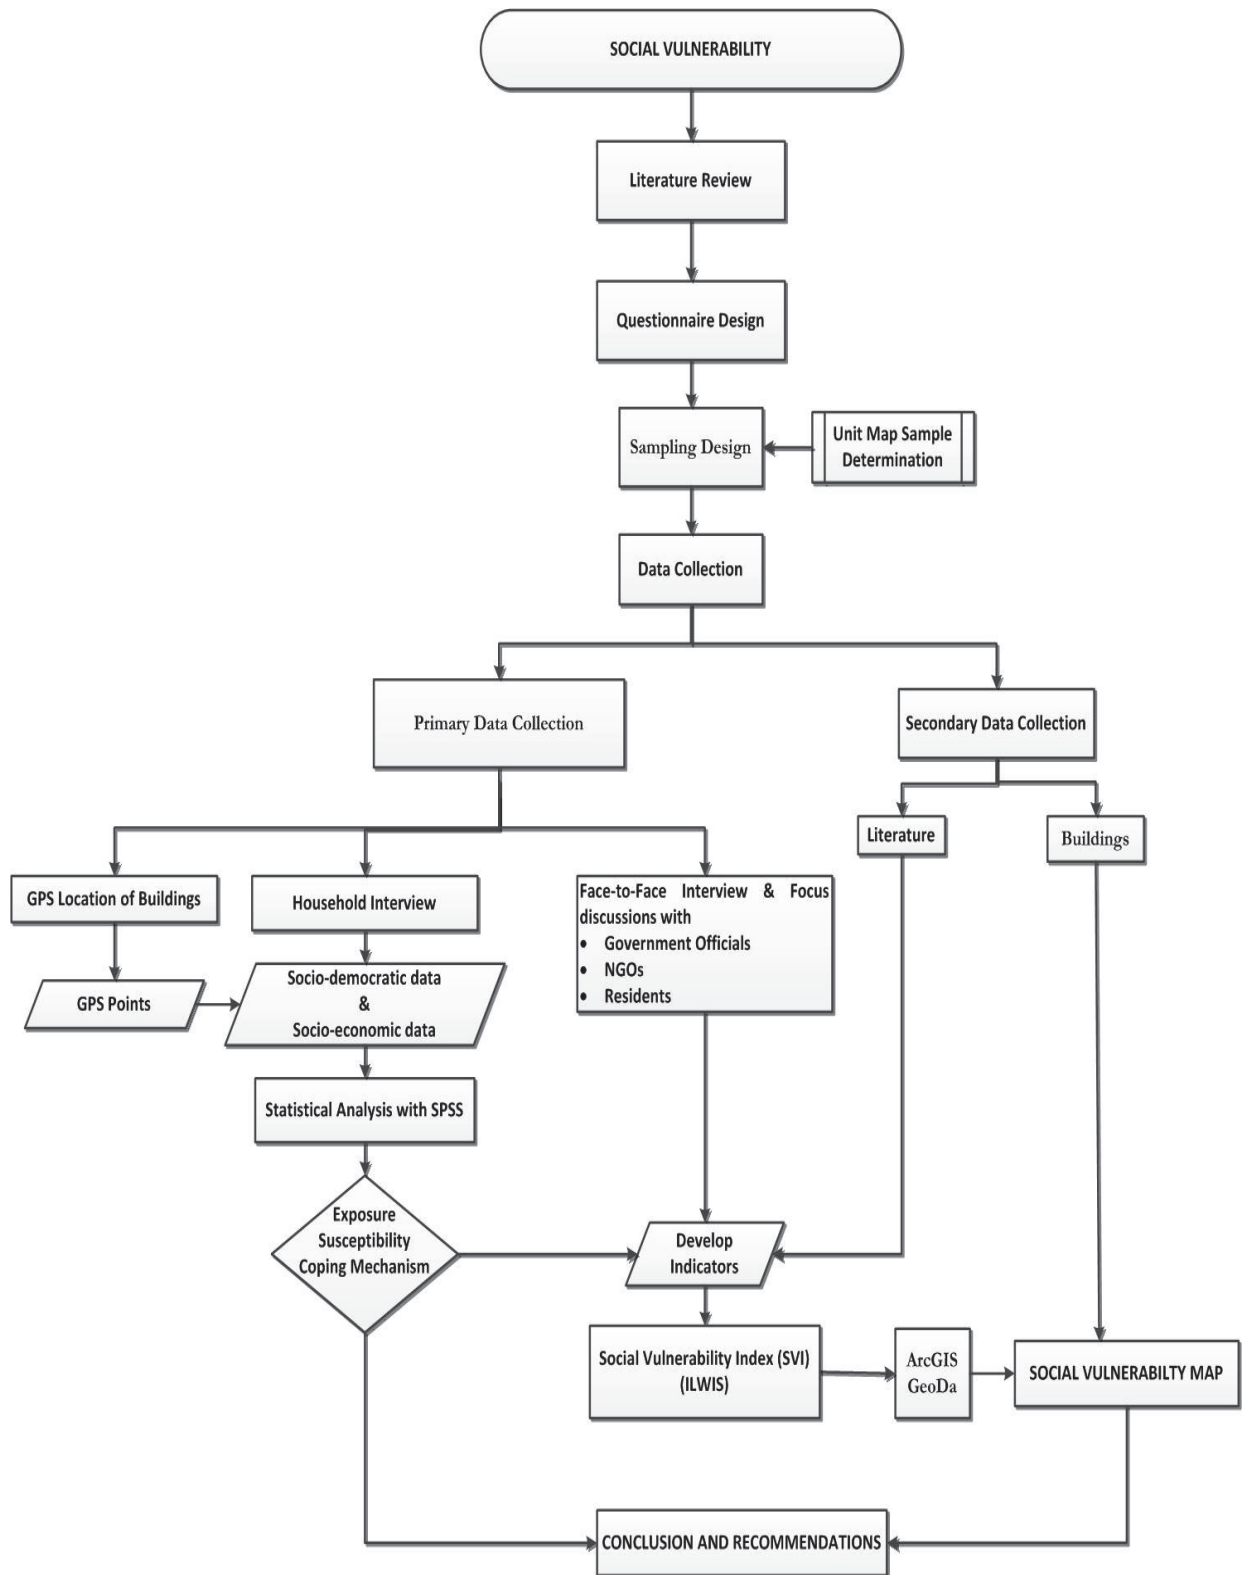 SOCIAL VULNERABILITY
Literature Review
Questionnaire Design
Sampling Design
Unit Map Sample
Determination
Data Collection
Primary Data Collection
Secondary Data Collection
Literature
Buildings
GPS Location of Buildings
Household Interview
Face-to-Face Interview & Focus
discussions with
• Government Officials
• NGOs
• Residents
GPS Points
Socio-democratic data
&
Socio-economic data
Statistical Analysis with SPSS
Exposure
Susceptibility
Coping Mechanism
Develop
Indicators
Social Vulnerability Index (SVI)
(ILWIS)
ArcGIS
GeoDa
SOCIAL VULNERABILTY MAP
CONCLUSION AND RECOMMENDATIONS